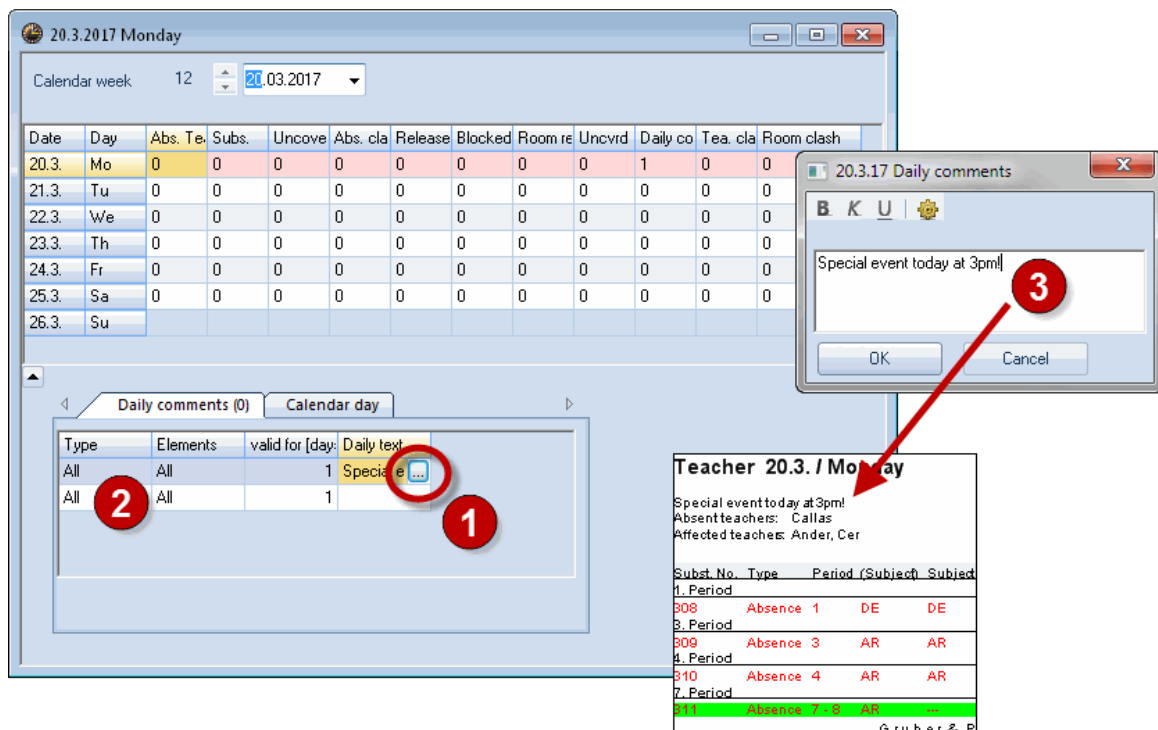 20.3.2017 Monday
Calendar week 12 20.03.2017
Date Day Abs. Te. Subs. Uncove Abs. cla Release Blocked Room re Uncvrd Daily co Tea. cla Room clash
20.3. Mo 0 0 0 0 0 0 0 0 1 0 0
21.3. Tu 0 0 0 0 0 0 0 0 0 0 0
22.3. We 0 0 0 0 0 0 0 0 0 0 0
23.3. Th 0 0 0 0 0 0 0 0 0 0 0
24.3. Fr 0 0 0 0 0 0 0 0 0 0 0
25.3. Sa 0 0 0 0 0 0 0 0 0 0 0
26.3. Su
20.3.17 Daily comments
B K U
Special event today at 3pm!
3
OK Cancel
Daily comments (0) Calendar day
Type Elements valid for [day: Daily text
All All 1 Special e ...
All All 1
2
1
Teacher 20.3. / Monday
Special event today at 3pm!
Absent teachers: Callas
Affected teachers: Ander, Cer
Subst. No. Type Period (Subject) Subject
1. Period
308 Absence 1 DE DE
3. Period
309 Absence 3 AR AR
4. Period
310 Absence 4 AR AR
7. Period
311 Absence 7 - 8 AR ---
Gruber & P